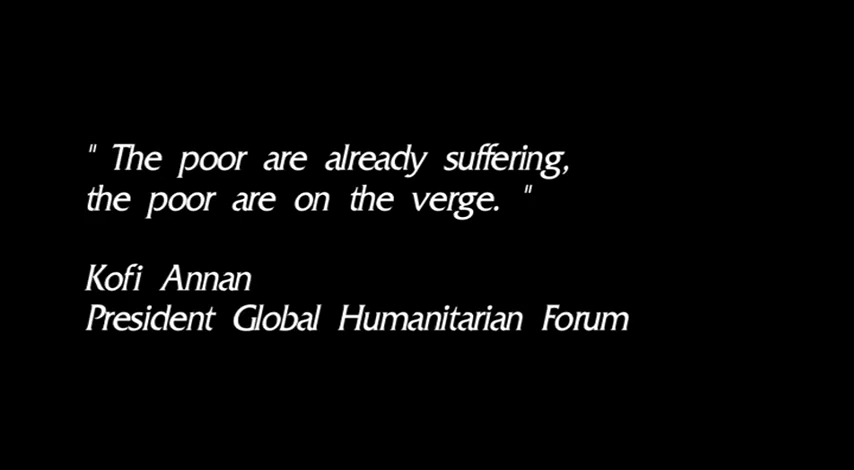 " The poor are already suffering,
the poor are on the verge. "
Kofi Annan
President Global Humanitarian Forum